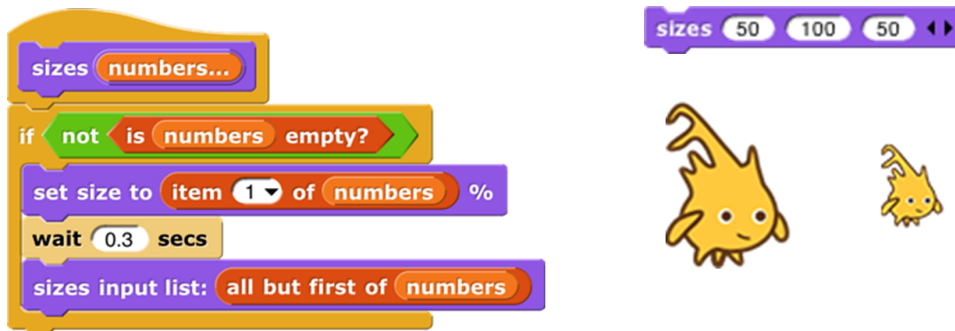 sizes numbers...
if not is numbers empty?
set size to item 1 of numbers %
wait 0.3 secs
sizes input list: all but first of numbers
sizes 50 100 50